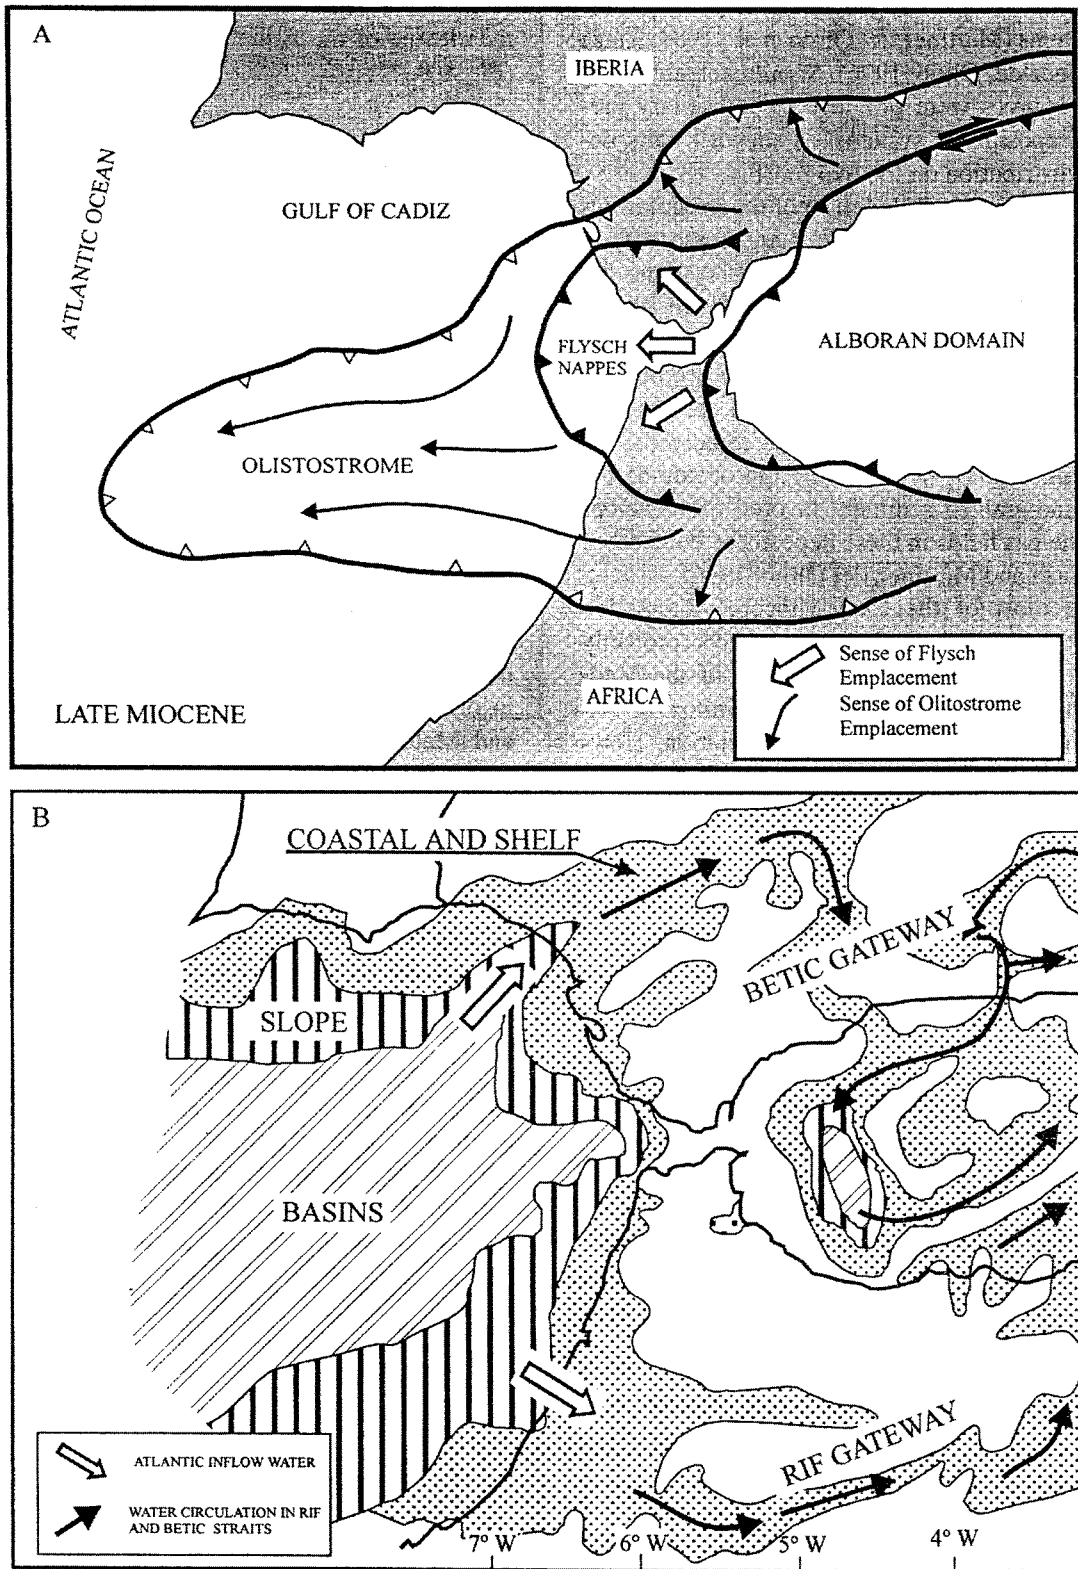 A
IBERIA
ATLANTIC OCEAN
GULF OF CADIZ
FLYSCH
NAPPES
ALBORAN DOMAIN
OLISTOSTROME
AFRICA
LATE MIOCENE
Sense of Flysch
Emplacement
Sense of Olitostrome
Emplacement
B
COASTAL AND SHELF
BETIC GATEWAY
SLOPE
BASINS
RIF GATEWAY
ATLANTIC INFLOW WATER
WATER CIRCULATION IN RIF
AND BETIC STRAITS
7° W
6° W
5° W
4° W